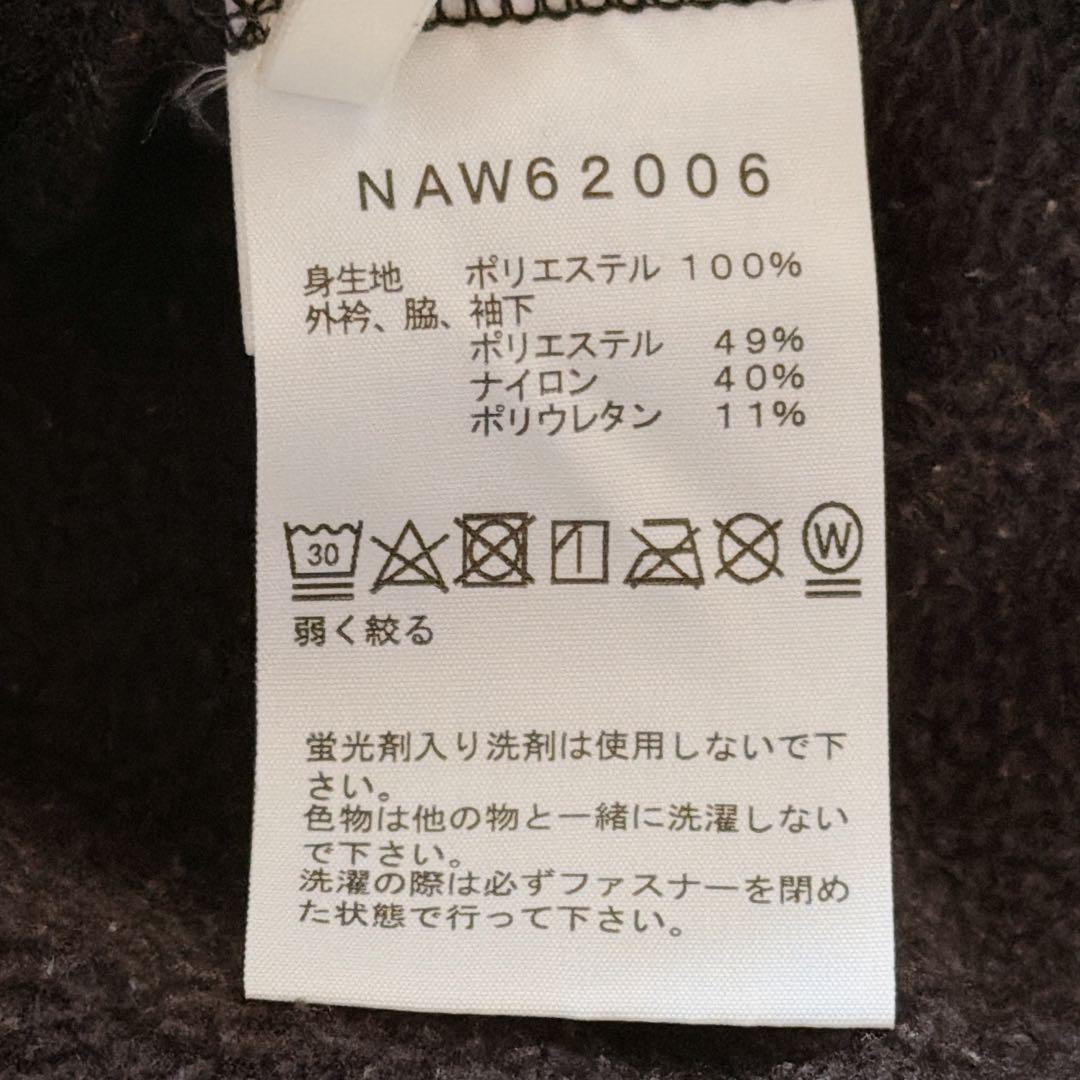 NAW62006
身生地 ポリエステル 100%
外衿、脇、袖下
ポリエステル 49%
ナイロン 40%
ポリウレタン 11%
30
W
弱く絞る
蛍光剤入り洗剤は使用しないで下
さい。
色物は他の物と一緒に洗濯しない
で下さい。
洗濯の際は必ずファスナーを閉め
た状態で行って下さい。